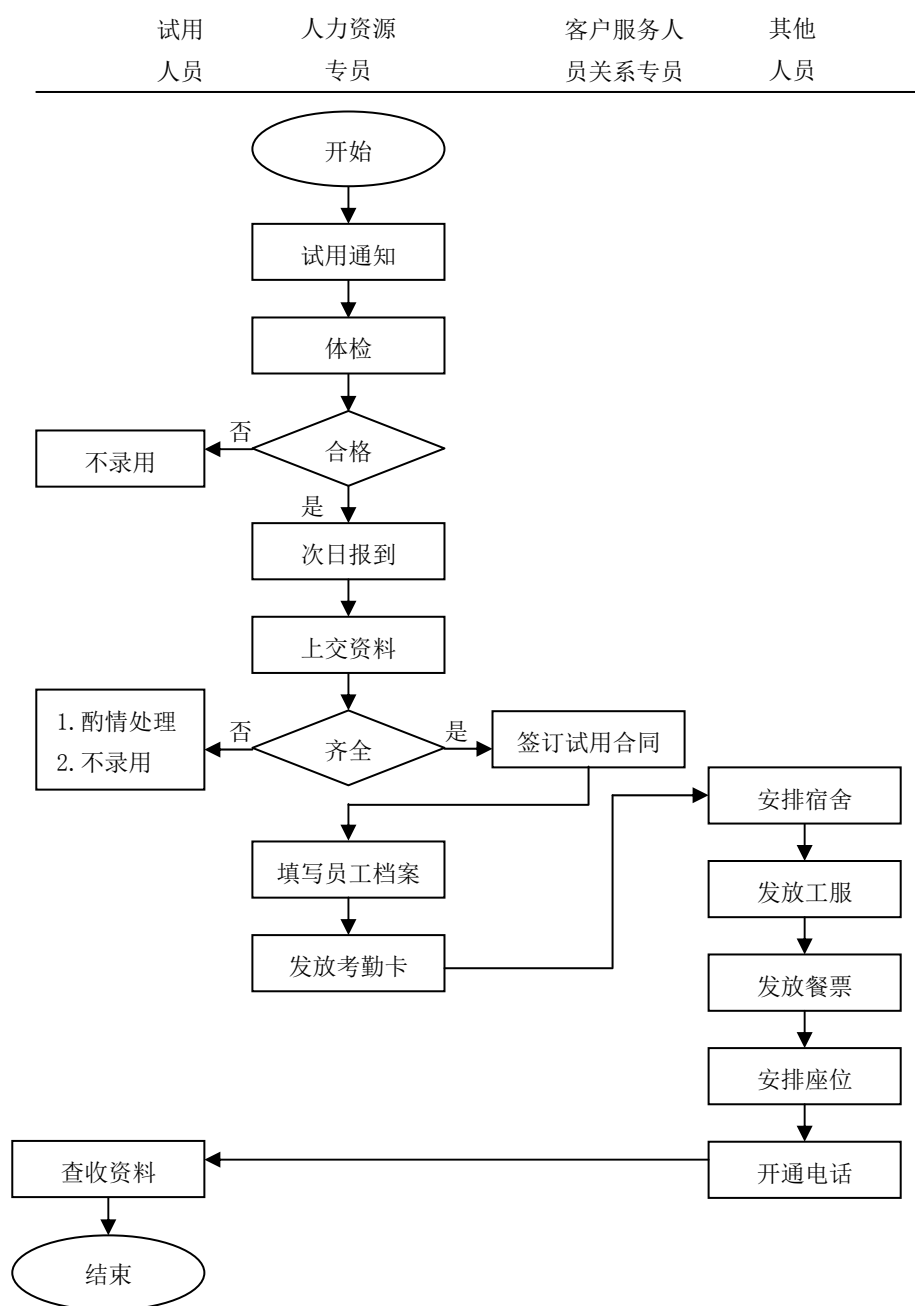 试用 人力资源 客户服务人 其他
人员 专员 员关系专员 人员
开始
试用通知
体检
否
合格
不录用
是
次日报到
上交资料
1.酌情处理
2.不录用
否
齐全
是
签订试用合同
安排宿舍
填写员工档案
发放工服
发放考勤卡
发放餐票
安排座位
查收资料
开通电话
结束